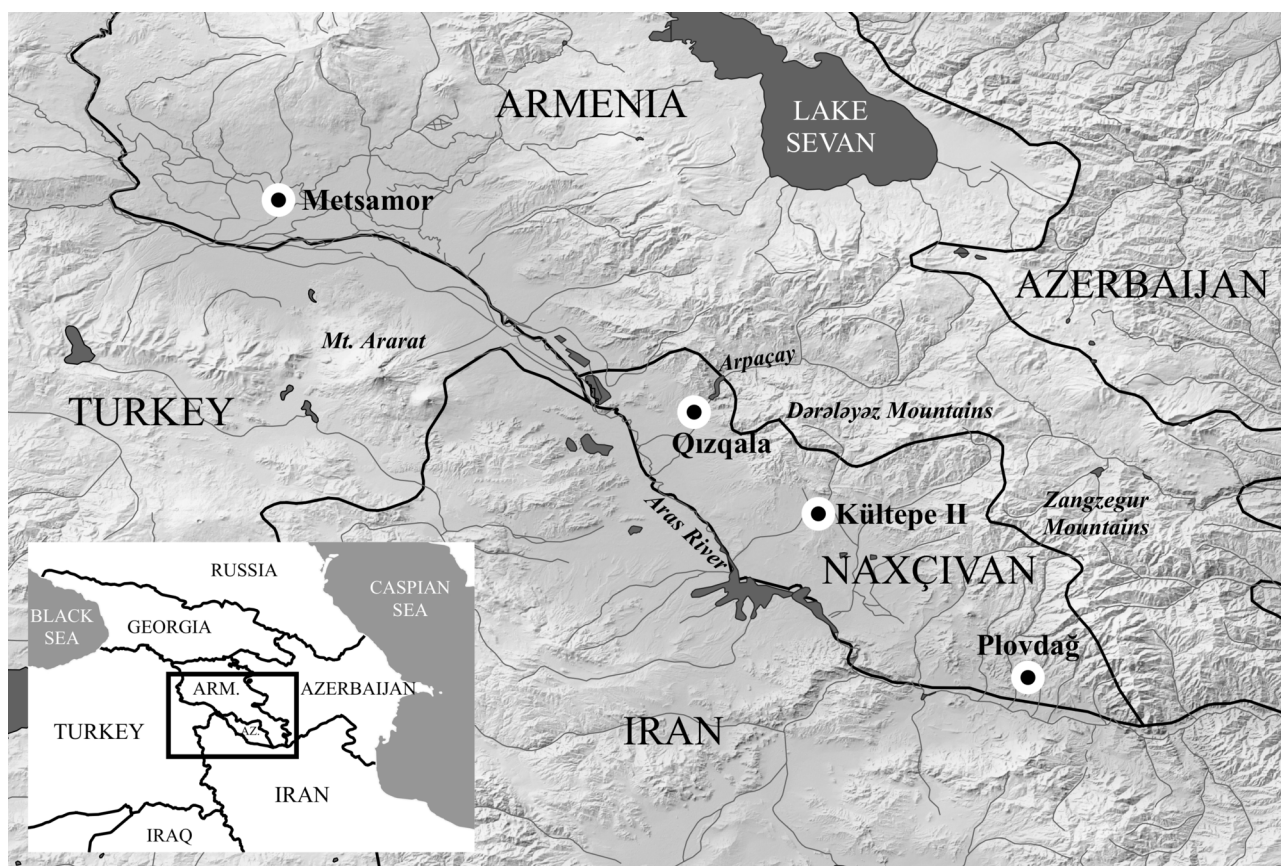 ARMENIA
LAKE
SEVAN
Metsamor
AZERBAIJAN
Mt. Ararat
Arpaçay
TURKEY
Dərələyəz Mountains
Qızqala
Zangzegur
Mountains
Kültepe II
Aras River
NAXÇIVAN
Plovdağ
IRAN
RUSSIA
CASPIAN
SEA
BLACK
SEA
GEORGIA
ARM.
AZERBAIJAN
AZ.
TURKEY
IRAN
IRAQ